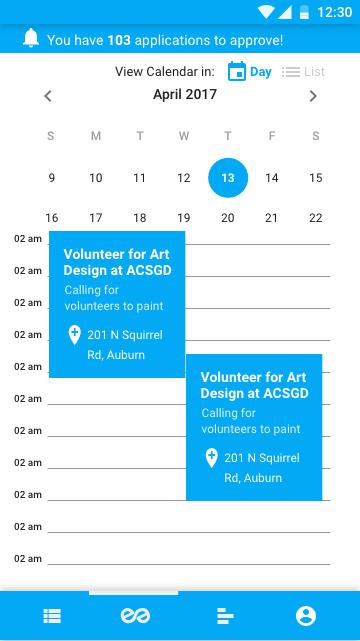 12:30
You have 103 applications to approve!
View Calendar in: Day List
April 2017
S M T W T F S
9 10 11 12 13 14 15
16 17 18 19 20 21 22
02 am
Volunteer for Art
Design at ACSGD
02 am
Calling for
volunteers to paint
02 am
02 am
201 N Squirrel
Rd, Auburn
02 am
Volunteer for Art
Design at ACSGD
02 am
Calling for
volunteers to paint
02 am
201 N Squirrel
02 am
Rd, Auburn
02 am
02 am
02 am